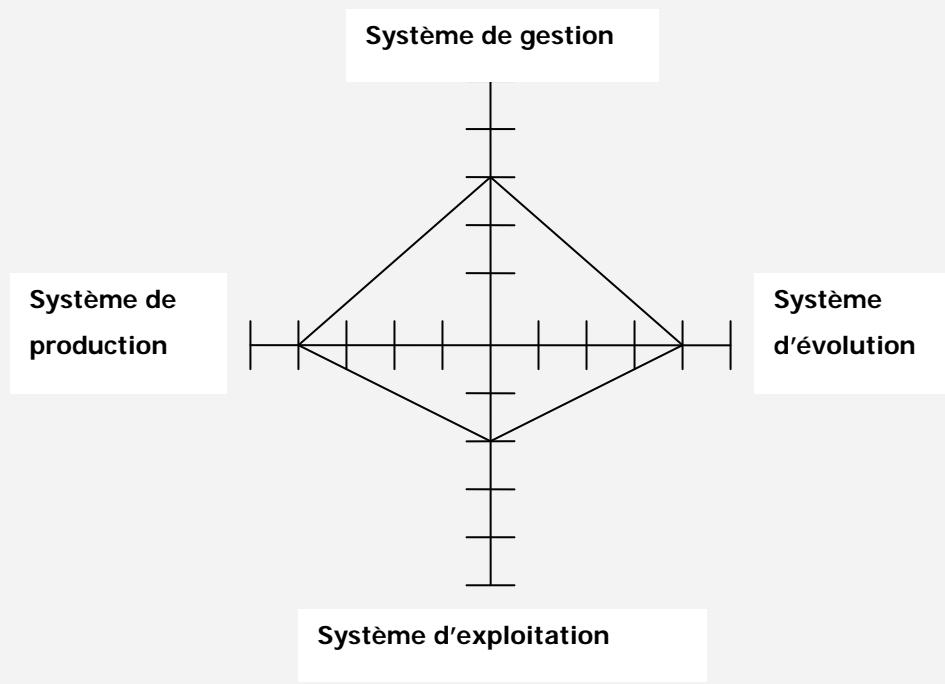 Système de gestion
Système de
production
Système
d'évolution
Système d'exploitation